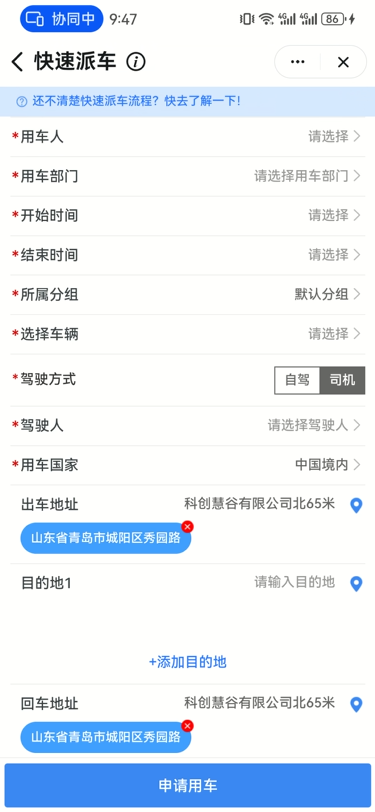 协同中 9:47 4G 4G 86
快速派车
还不清楚快速派车流程？快去了解一下！
*用车人 请选择
*用车部门 请选择用车部门
*开始时间 请选择
*结束时间 请选择
*所属分组 默认分组
*选择车辆 请选择
*驾驶方式 自驾 司机
*驾驶人 请选择驾驶人
*用车国家 中国境内
出车地址 科创慧谷有限公司北65米
山东省青岛市城阳区秀园路
目的地1 请输入目的地
+添加目的地
回车地址 科创慧谷有限公司北65米
山东省青岛市城阳区秀园路
申请用车